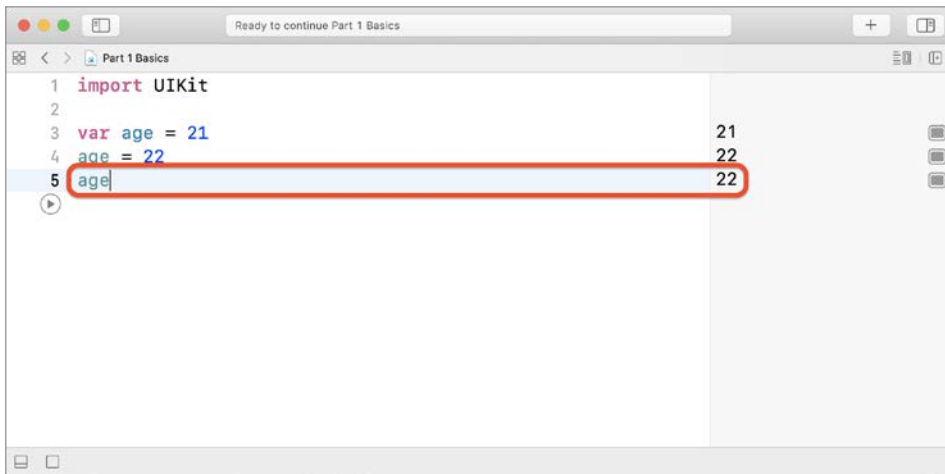 Ready to continue Part 1 Basics
Part 1 Basics
1 import UIKit
2
3 var age = 21 21
4 age = 22 22
5 age 22